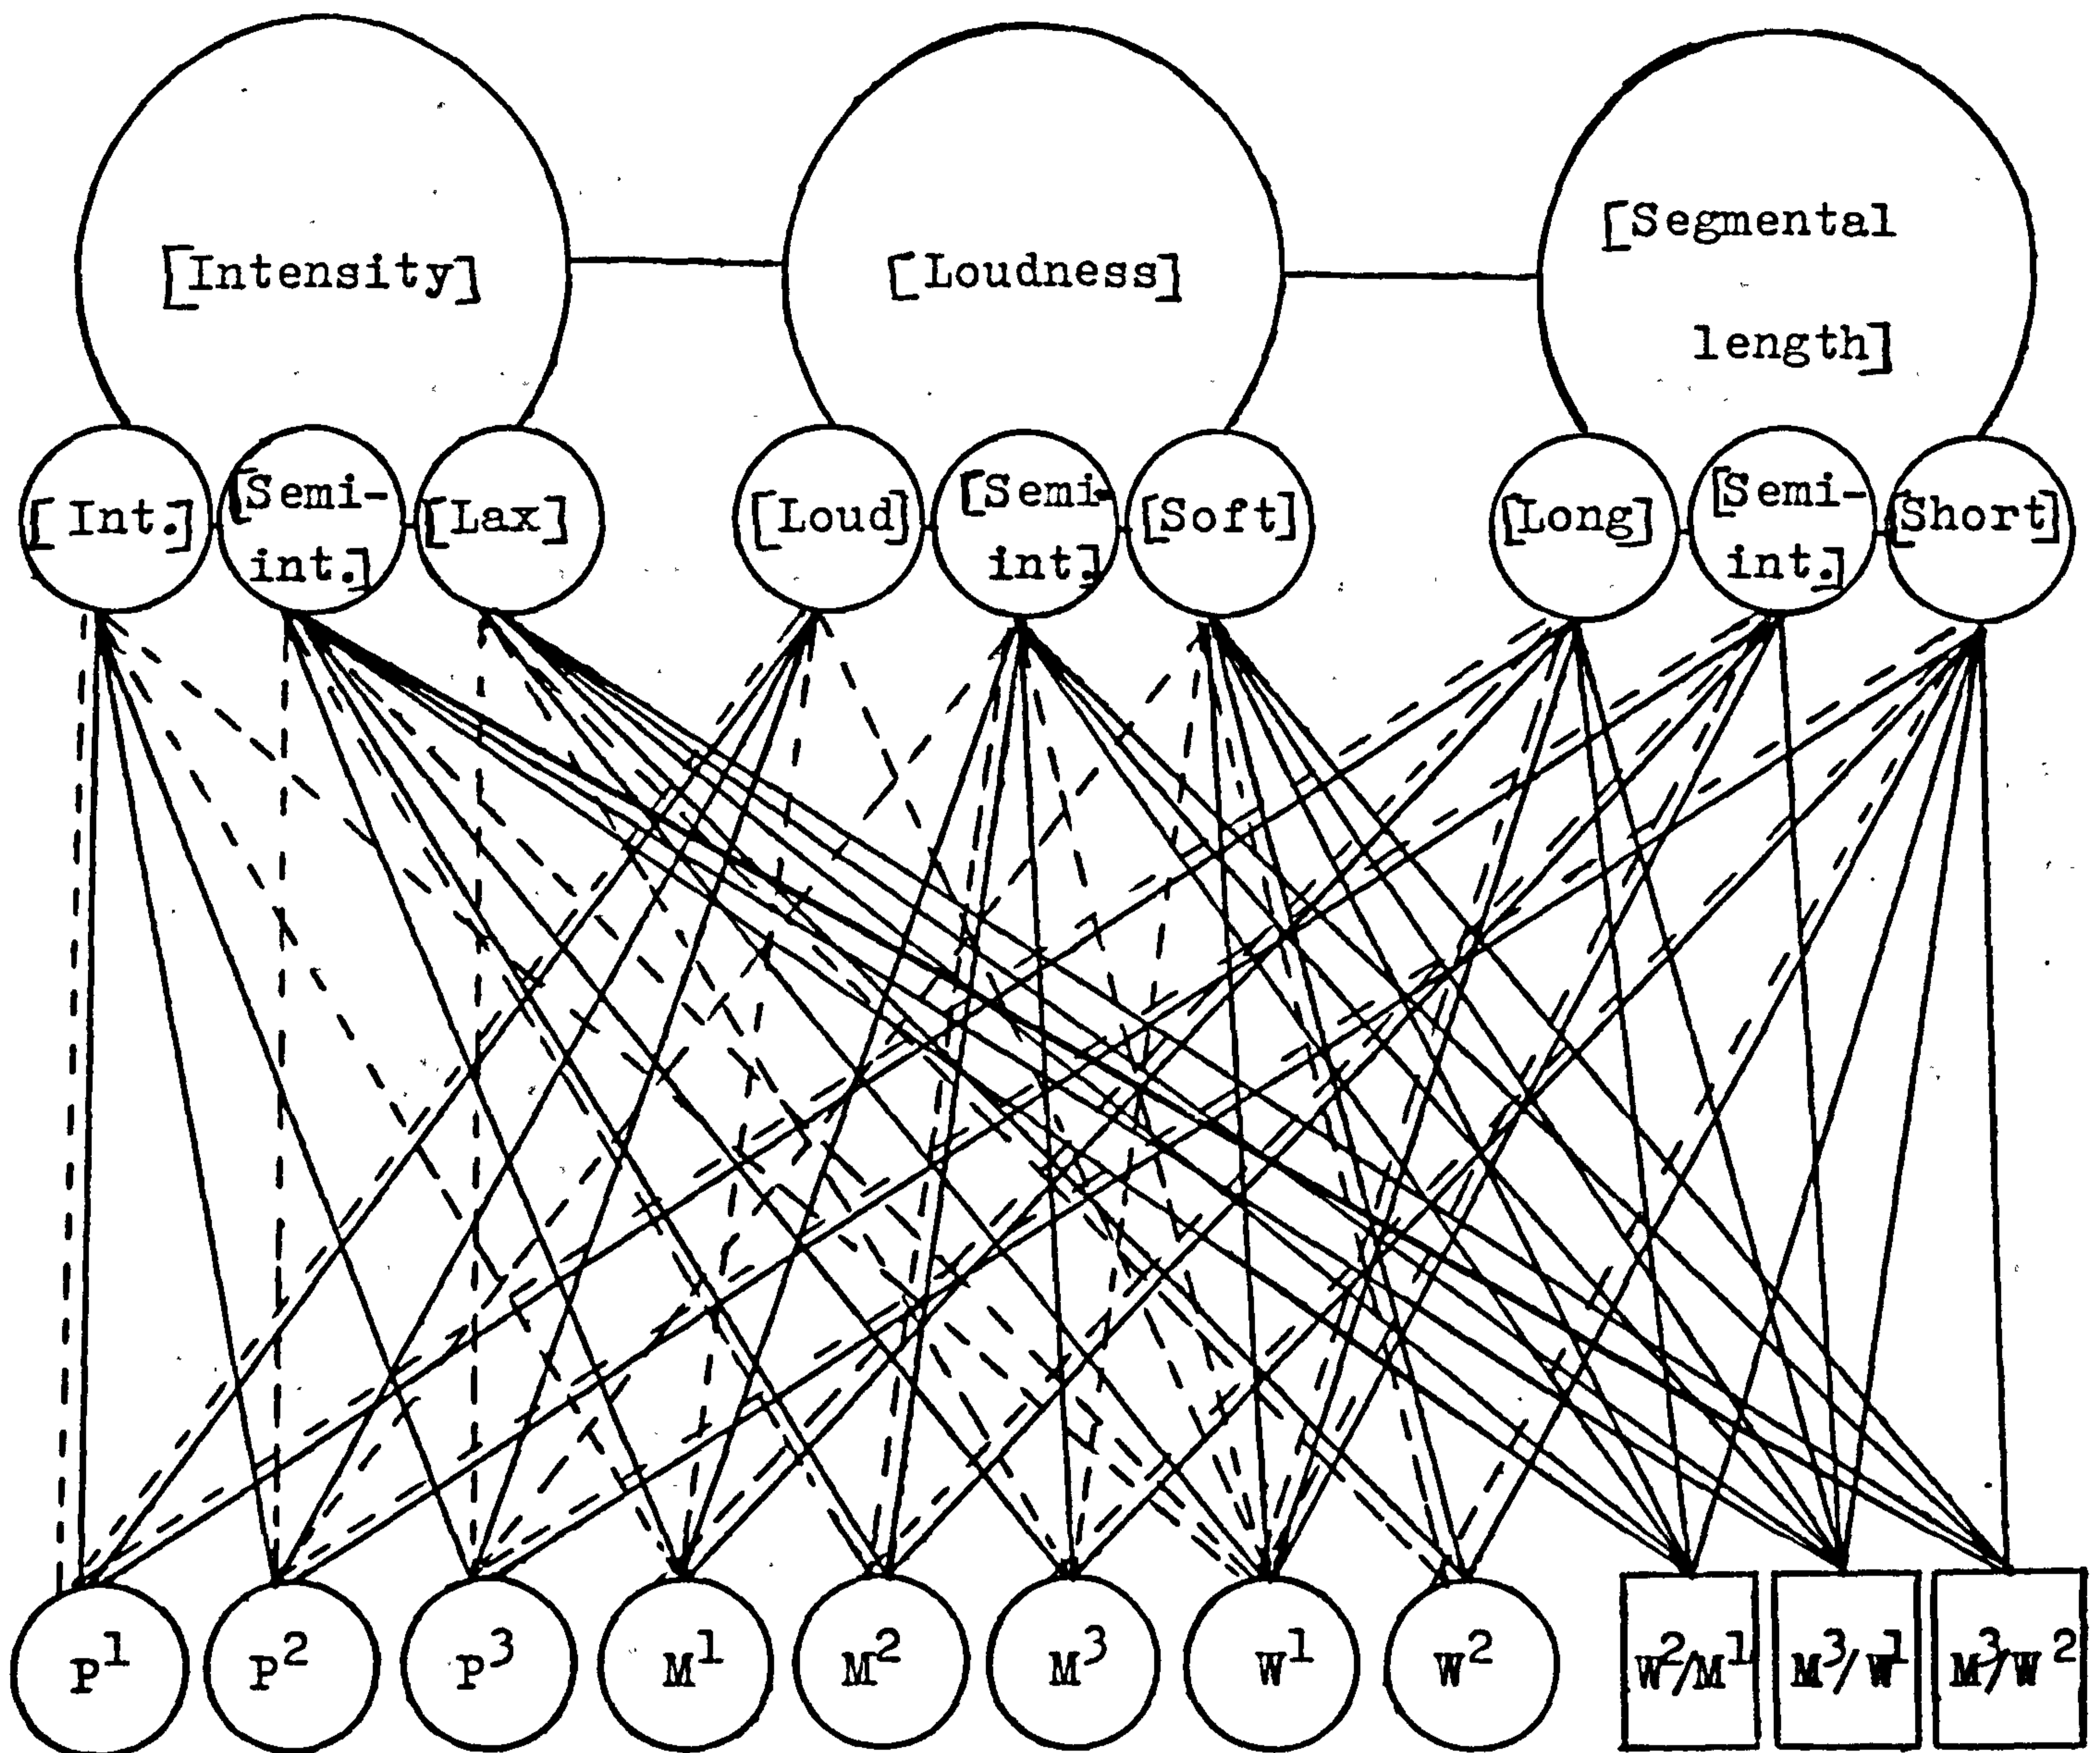 [Intensity]
[Loudness]
[Segmental
length]
[Int.]
[Semi-
int.]
[Lax]
[Loud]
[Semi-
int.]
[Soft]
[Long]
[Semi-
int.]
[Short]
P¹
P²
P³
M¹
M²
M³
W¹
W²
W²/M¹
M³/W¹
M³/W²